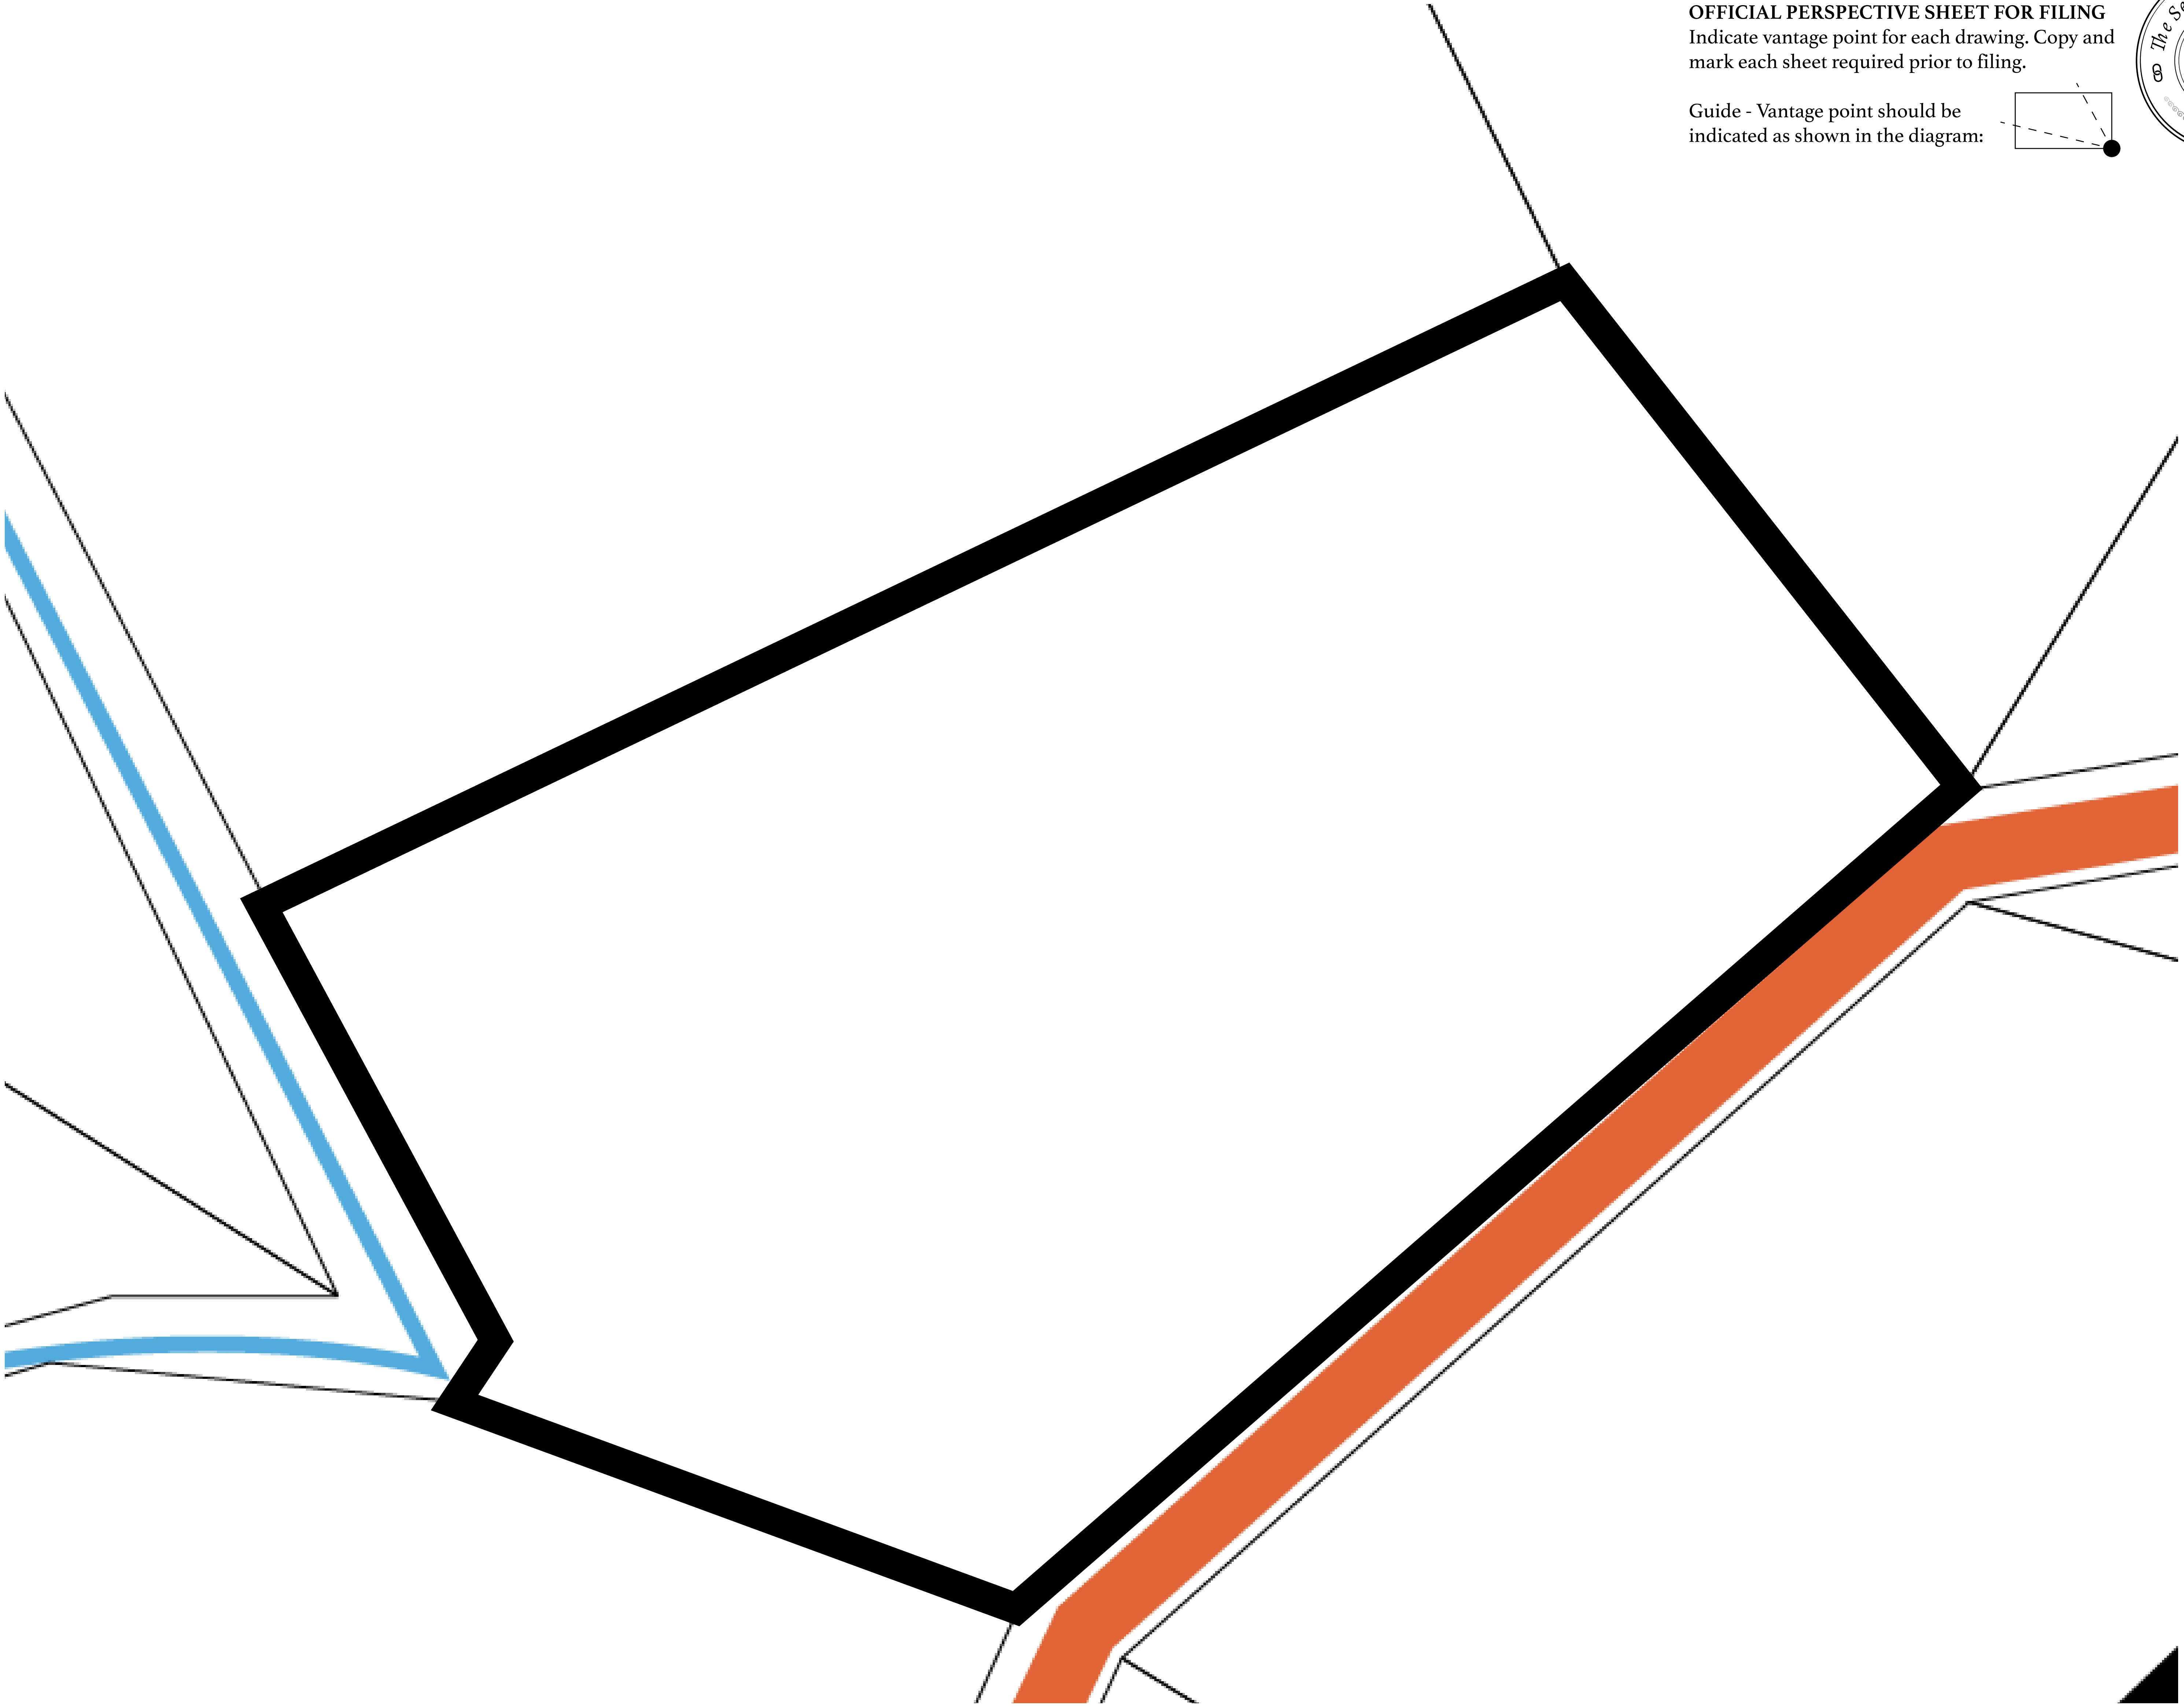 OFFICIAL PERSPECTIVE SHEET FOR FILING
Indicate vantage point for each drawing. Copy and
mark each sheet required prior to filing.
Guide - Vantage point should be
indicated as shown in the diagram:
The